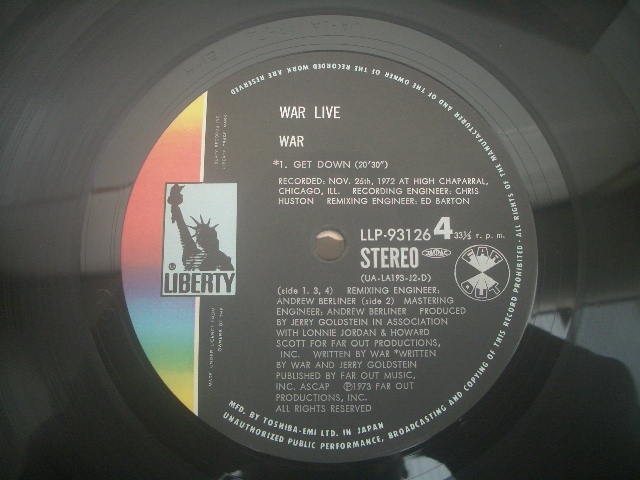 WAR LIVE
WAR
*1. GET DOWN (20'30")
RECORDED: NOV. 25th, 1972 AT HIGH CHAPARRAL,
CHICAGO, ILL. RECORDING ENGINEER: CHRIS
HUSTON REMIXING ENGINEER: ED BARTON
LLP-93126 4 33⅓ r. p. m.
STEREO
(UA-LA193-J2-D)
FAR OUT
LIBERTY
®
(side 1. 3, 4) REMIXING ENGINEER:
ANDREW BERLINER (side 2) MASTERING
ENGINEER: ANDREW BERLINER PRODUCED
BY JERRY GOLDSTEIN IN ASSOCIATION
WITH LONNIE JORDAN & HOWARD
SCOTT FOR FAR OUT PRODUCTIONS,
INC. WRITTEN BY WAR *WRITTEN
BY WAR AND JERRY GOLDSTEIN
PUBLISHED BY FAR OUT MUSIC,
INC. ASCAP ℗1973 FAR OUT
PRODUCTIONS, INC.
ALL RIGHTS RESERVED
MFD. BY TOSHIBA-EMI LTD. IN JAPAN
ALL RIGHTS OF THE MANUFACTURER AND OF THE OWNER OF THE RECORDED WORK ARE RESERVED
UNAUTHORIZED PUBLIC PERFORMANCE, BROADCASTING AND COPYING OF THIS RECORD PROHIBITED·